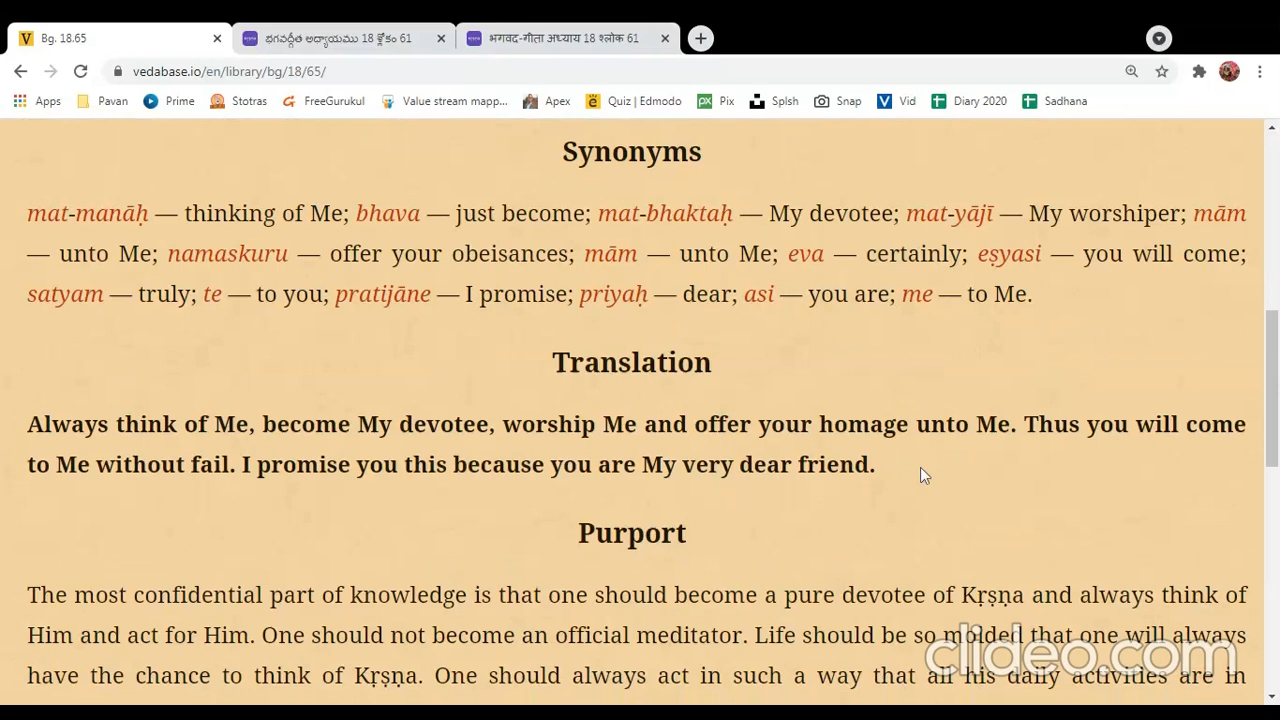 Bg. 18.65
భగవద్గీత అధ్యాయము 18 శ్లోకం 61
भगवद-गीता अध्याय 18 श्लोक 61
vedabase.io/en/library/bg/18/65/
Apps Pavan Prime Stotras FreeGurukul Value stream mapp... Apex Quiz | Edmodo Pix Splsh Snap Vid Diary 2020 Sadhana
Synonyms
mat-manāḥ — thinking of Me; bhava — just become; mat-bhaktaḥ — My devotee; mat-yājī — My worshiper; mām
— unto Me; namaskuru — offer your obeisances; mām — unto Me; eva — certainly; eṣyasi — you will come;
satyam — truly; te — to you; pratijāne — I promise; priyaḥ — dear; asi — you are; me — to Me.
Translation
Always think of Me, become My devotee, worship Me and offer your homage unto Me. Thus you will come
to Me without fail. I promise you this because you are My very dear friend.
Purport
The most confidential part of knowledge is that one should become a pure devotee of Kṛṣṇa and always think of
Him and act for Him. One should not become an official meditator. Life should be so molded that one will always
have the chance to think of Kṛṣṇa. One should always act in such a way that all his daily activities are in
clideo.com